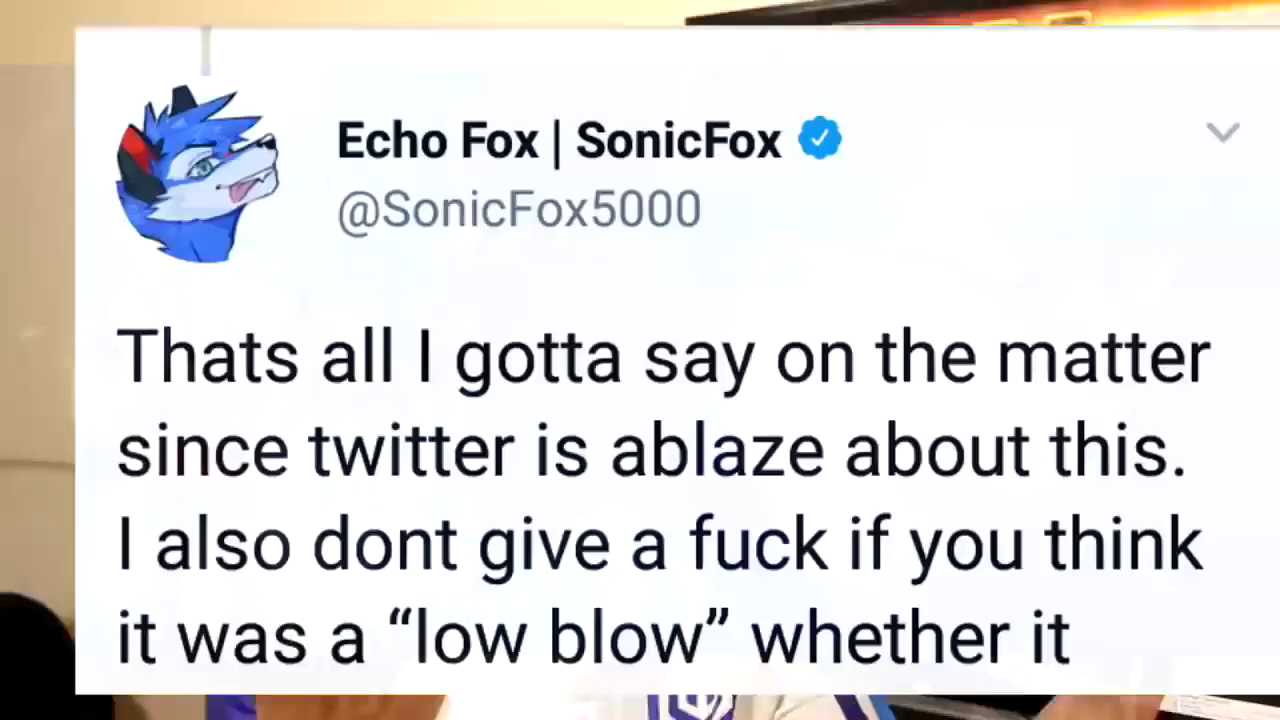 Echo Fox | SonicFox
@SonicFox5000
Thats all I gotta say on the matter
since twitter is ablaze about this.
I also dont give a fuck if you think
it was a “low blow” whether it